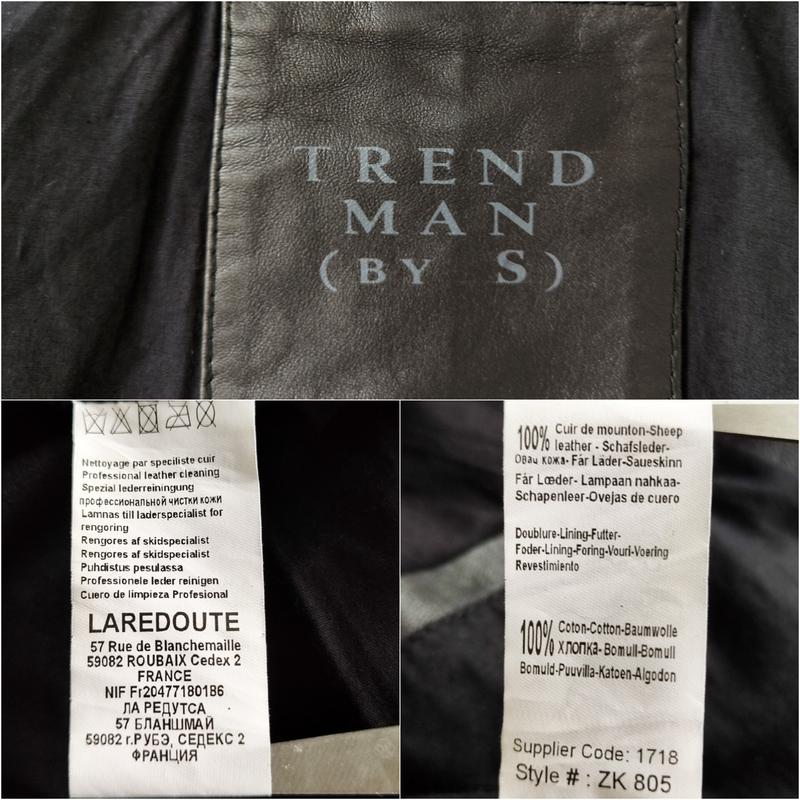 TREND
MAN
(BY S)
Nettoyage par speciliste cuir
Professional leather cleaning
Spezial lederreiningung
профессиональной чистки кожи
Lamnas till laderspecialist for
rengoring
Rengores af skidspecialist
Rengores af skidspecialist
Puhdistus pesulassa
Professionele leder reinigen
Cuero de limpieza Profesional
LAREDOUTE
57 Rue de Blanchemaille
59082 ROUBAIX Cedex 2
FRANCE
NIF Fr20477180186
ЛА РЕДУТСА
57 БЛАНШМАЙ
59082 г.РУБЭ, СЕДЕКС 2
ФРАНЦИЯ
100% Cuir de mounton-Sheep
leather - Schafsleder-
Овац кожа- Får Läder-Saueskinn
Får Lœder- Lampaan nahkaa-
Schapenleer-Ovejas de cuero
Doublure-Lining-Futter-
Foder-Lining-Foring-Vouri-Voering
Revestimiento
100% Coton-Cotton-Baumwolle
ХЛОПКа- Bomull-Bomull
Bomuld-Puuvilla-Katoen-Algodon
Supplier Code: 1718
Style # : ZK 805